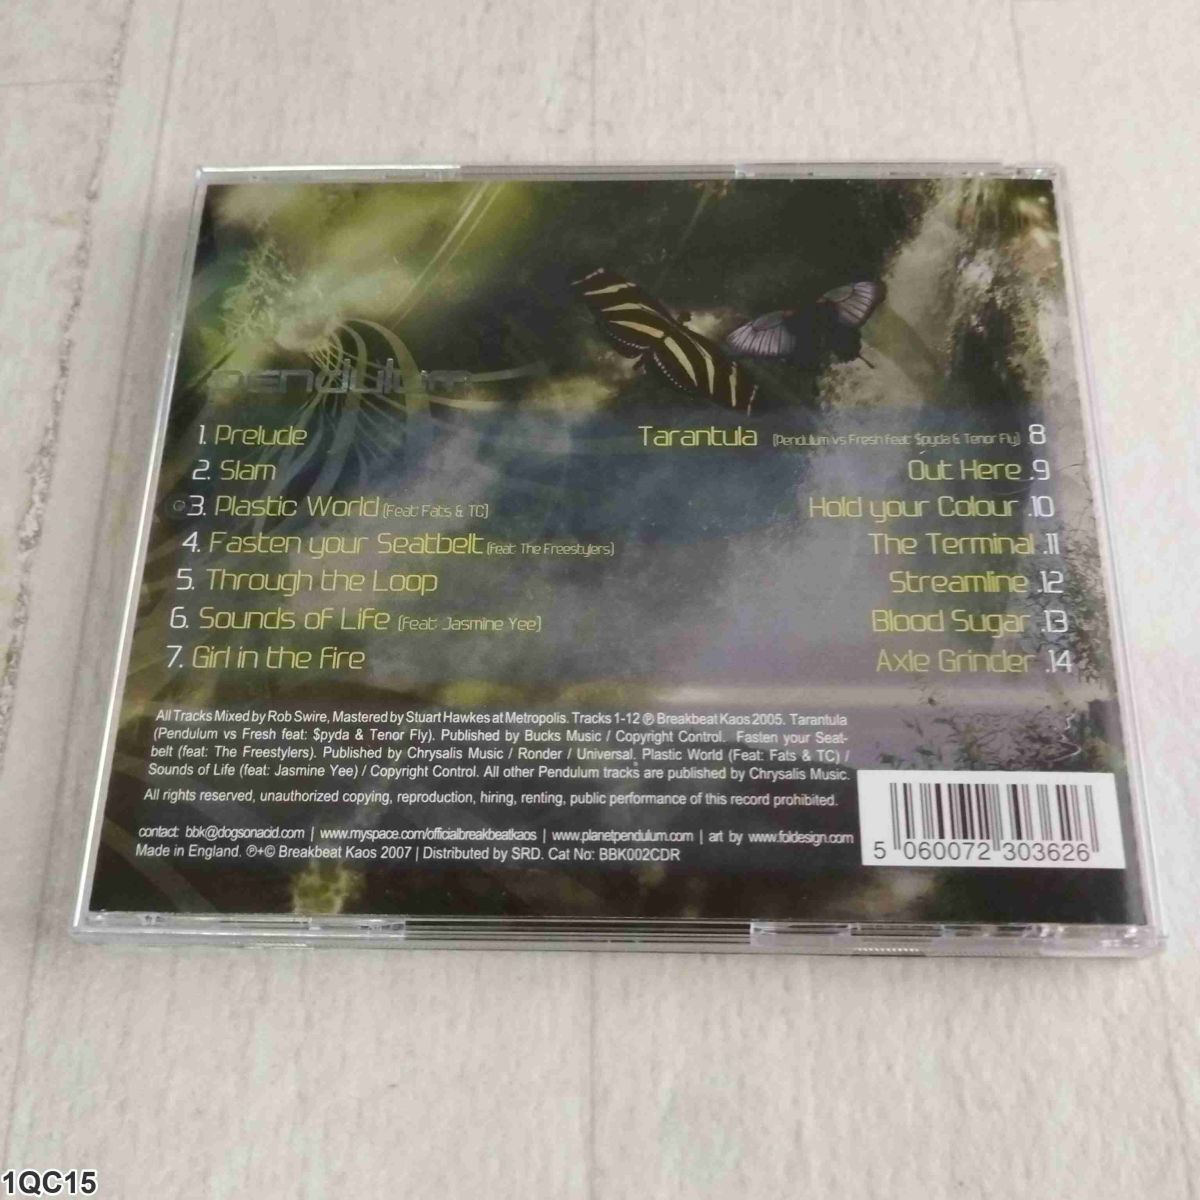 pendulum
1. Prelude
2. Slam
3. Plastic World (Feat: Fats & TC)
4. Fasten your Seatbelt (feat: The Freestylers)
5. Through the Loop
6. Sounds of Life (Feat: Jasmine Yee)
7. Girl in the Fire
Tarantula (Pendulum vs Fresh feat: $pyda & Tenor Fly) 8
Out Here .9
Hold your Colour .10
The Terminal .11
Streamline .12
Blood Sugar .13
Axle Grinder .14
All Tracks Mixed by Rob Swire, Mastered by Stuart Hawkes at Metropolis. Tracks 1-12 ℗ Breakbeat Kaos 2005. Tarantula
(Pendulum vs Fresh feat: $pyda & Tenor Fly). Published by Bucks Music / Copyright Control. Fasten your Seat-
belt (feat: The Freestylers). Published by Chrysalis Music / Ronder / Universal. Plastic World (Feat: Fats & TC) /
Sounds of Life (feat: Jasmine Yee) / Copyright Control. All other Pendulum tracks are published by Chrysalis Music.
All rights reserved, unauthorized copying, reproduction, hiring, renting, public performance of this record prohibited.
contact: bbk@dogsonacid.com | www.myspace.com/officialbreakbeatkaos | www.planetpendulum.com | art by www.foldesign.com
Made in England. ℗+© Breakbeat Kaos 2007 | Distributed by SRD. Cat No: BBK002CDR
5 060072 303626
1QC15